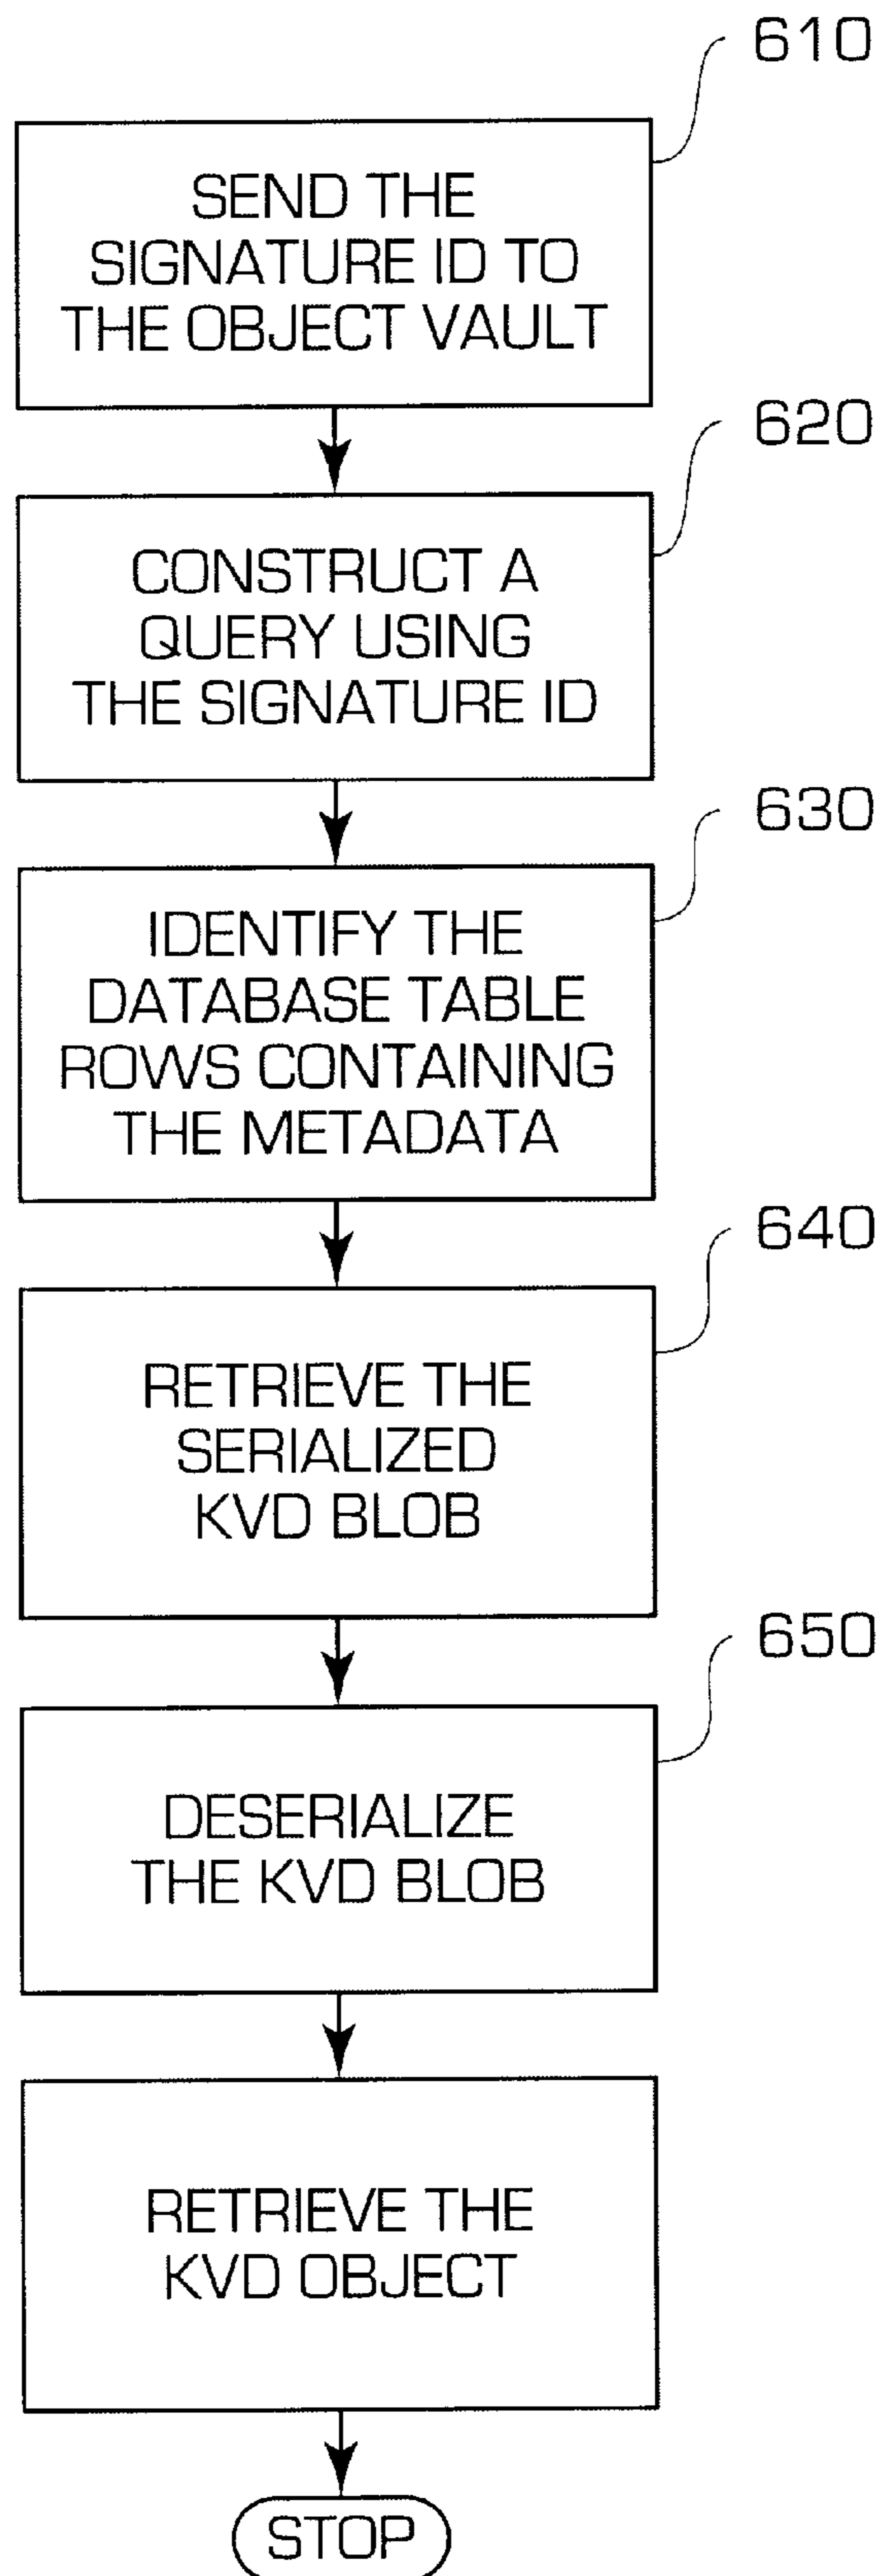 610
SEND THE
SIGNATURE ID TO
THE OBJECT VAULT
620
CONSTRUCT A
QUERY USING
THE SIGNATURE ID
630
IDENTIFY THE
DATABASE TABLE
ROWS CONTAINING
THE METADATA
640
RETRIEVE THE
SERIALIZED
KVD BLOB
650
DESERIALIZE
THE KVD BLOB
RETRIEVE THE
KVD OBJECT
STOP